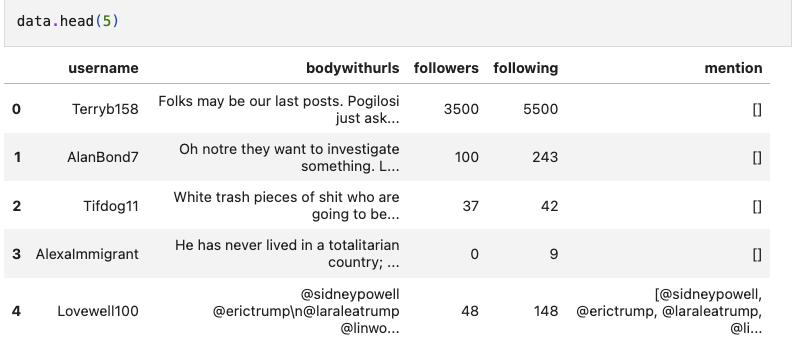 data.head(5)
username bodywithurls followers following mention
0 Terryb158 Folks may be our last posts. Pogilosi just ask... 3500 5500 []
1 AlanBond7 Oh notre they want to investigate something. L... 100 243 []
2 Tifdog11 White trash pieces of shit who are going to be... 37 42 []
3 AlexaImmigrant He has never lived in a totalitarian country; ... 0 9 []
4 Lovewell100 @sidneypowell @erictrump\n@laraleatrump @linwo... 48 148 [@sidneypowell, @erictrump, @laraleatrump, @li...